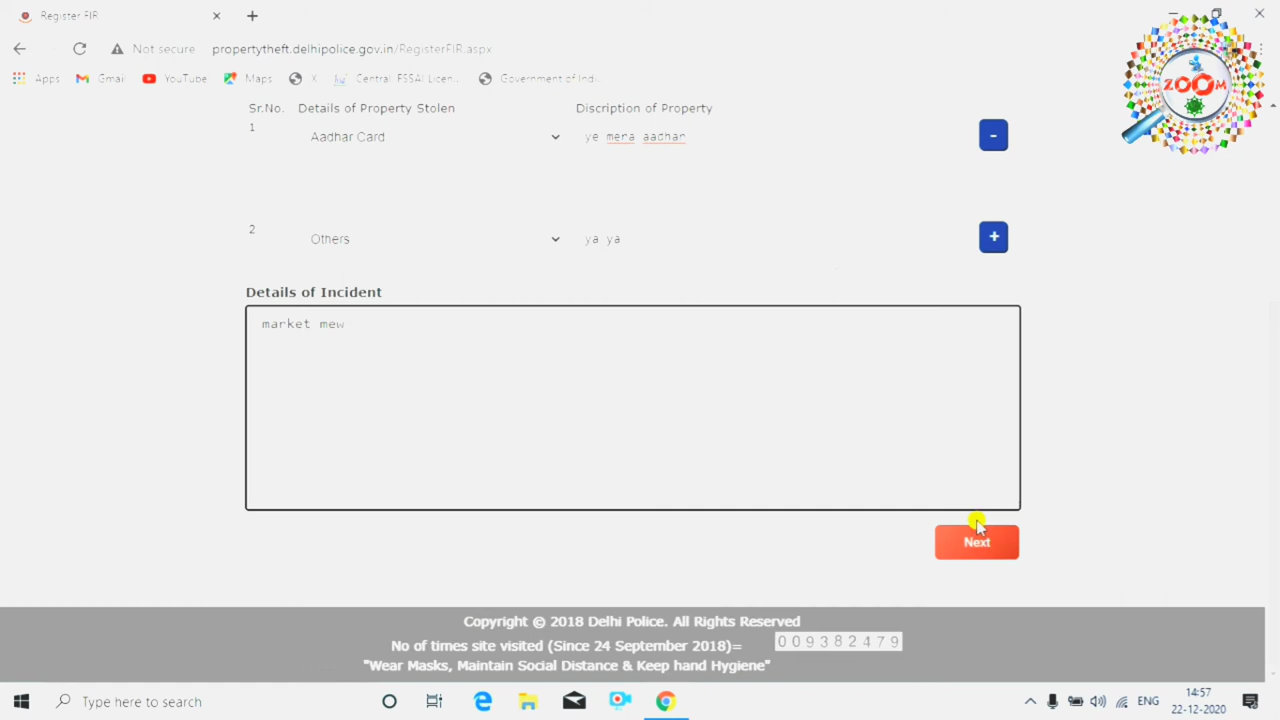 Register FIR
Not secure propertytheft.delhipolice.gov.in/RegisterFIR.aspx
Apps Gmail YouTube Maps X Central FSSAI Licen... Government of Indi...
Sr.No. Details of Property Stolen Discription of Property
1 Aadhar Card ye mera aadhan -
2 Others ya ya +
Details of Incident
market mew
Next
Copyright © 2018 Delhi Police. All Rights Reserved
No of times site visited (Since 24 September 2018)= 009382479
"Wear Masks, Maintain Social Distance & Keep hand Hygiene"
Type here to search
ENG
14:57
22-12-2020
ZOOM